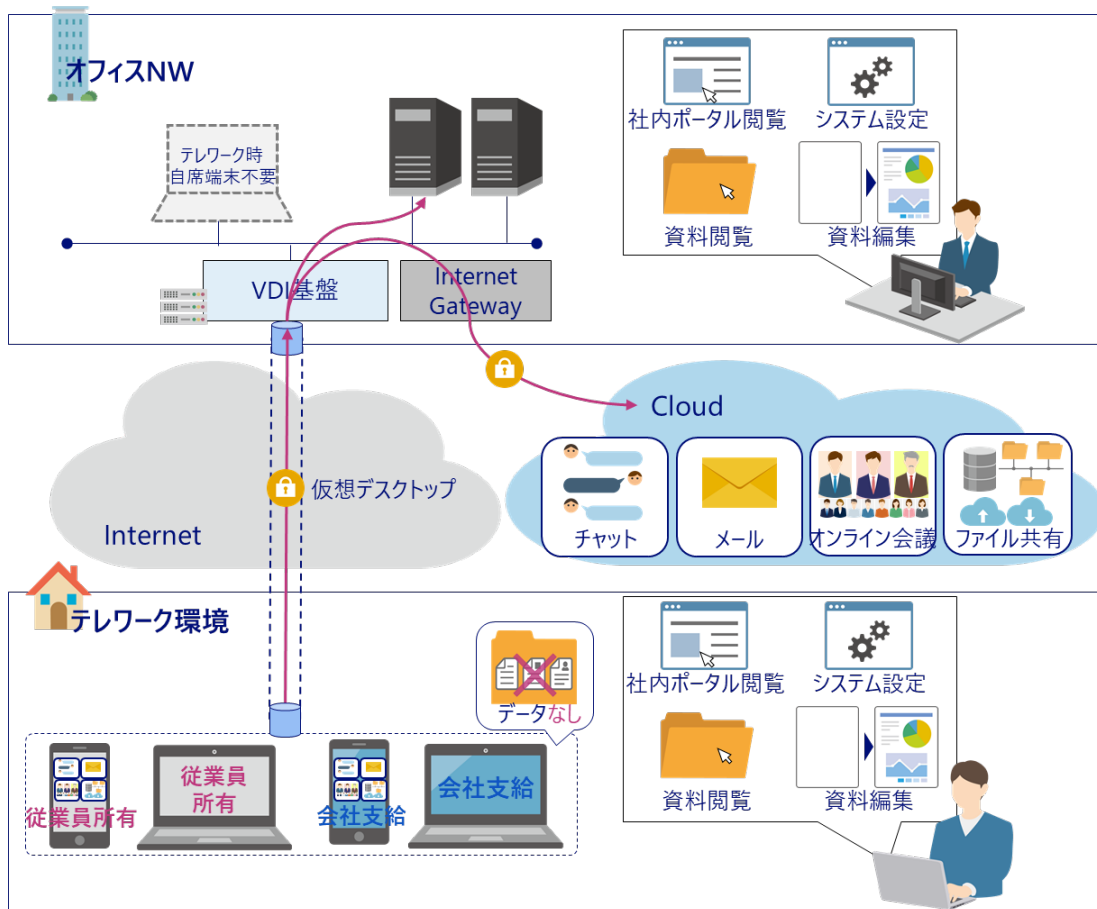 オフィスNW
テレワーク時
自席端末不要
VDI基盤
Internet
Gateway
社内ポータル閲覧
システム設定
資料閲覧
資料編集
Internet
仮想デスクトップ
Cloud
チャット
メール
オンライン会議
ファイル共有
テレワーク環境
データなし
従業員所有
従業員
所有
会社支給
会社支給
社内ポータル閲覧
システム設定
資料閲覧
資料編集